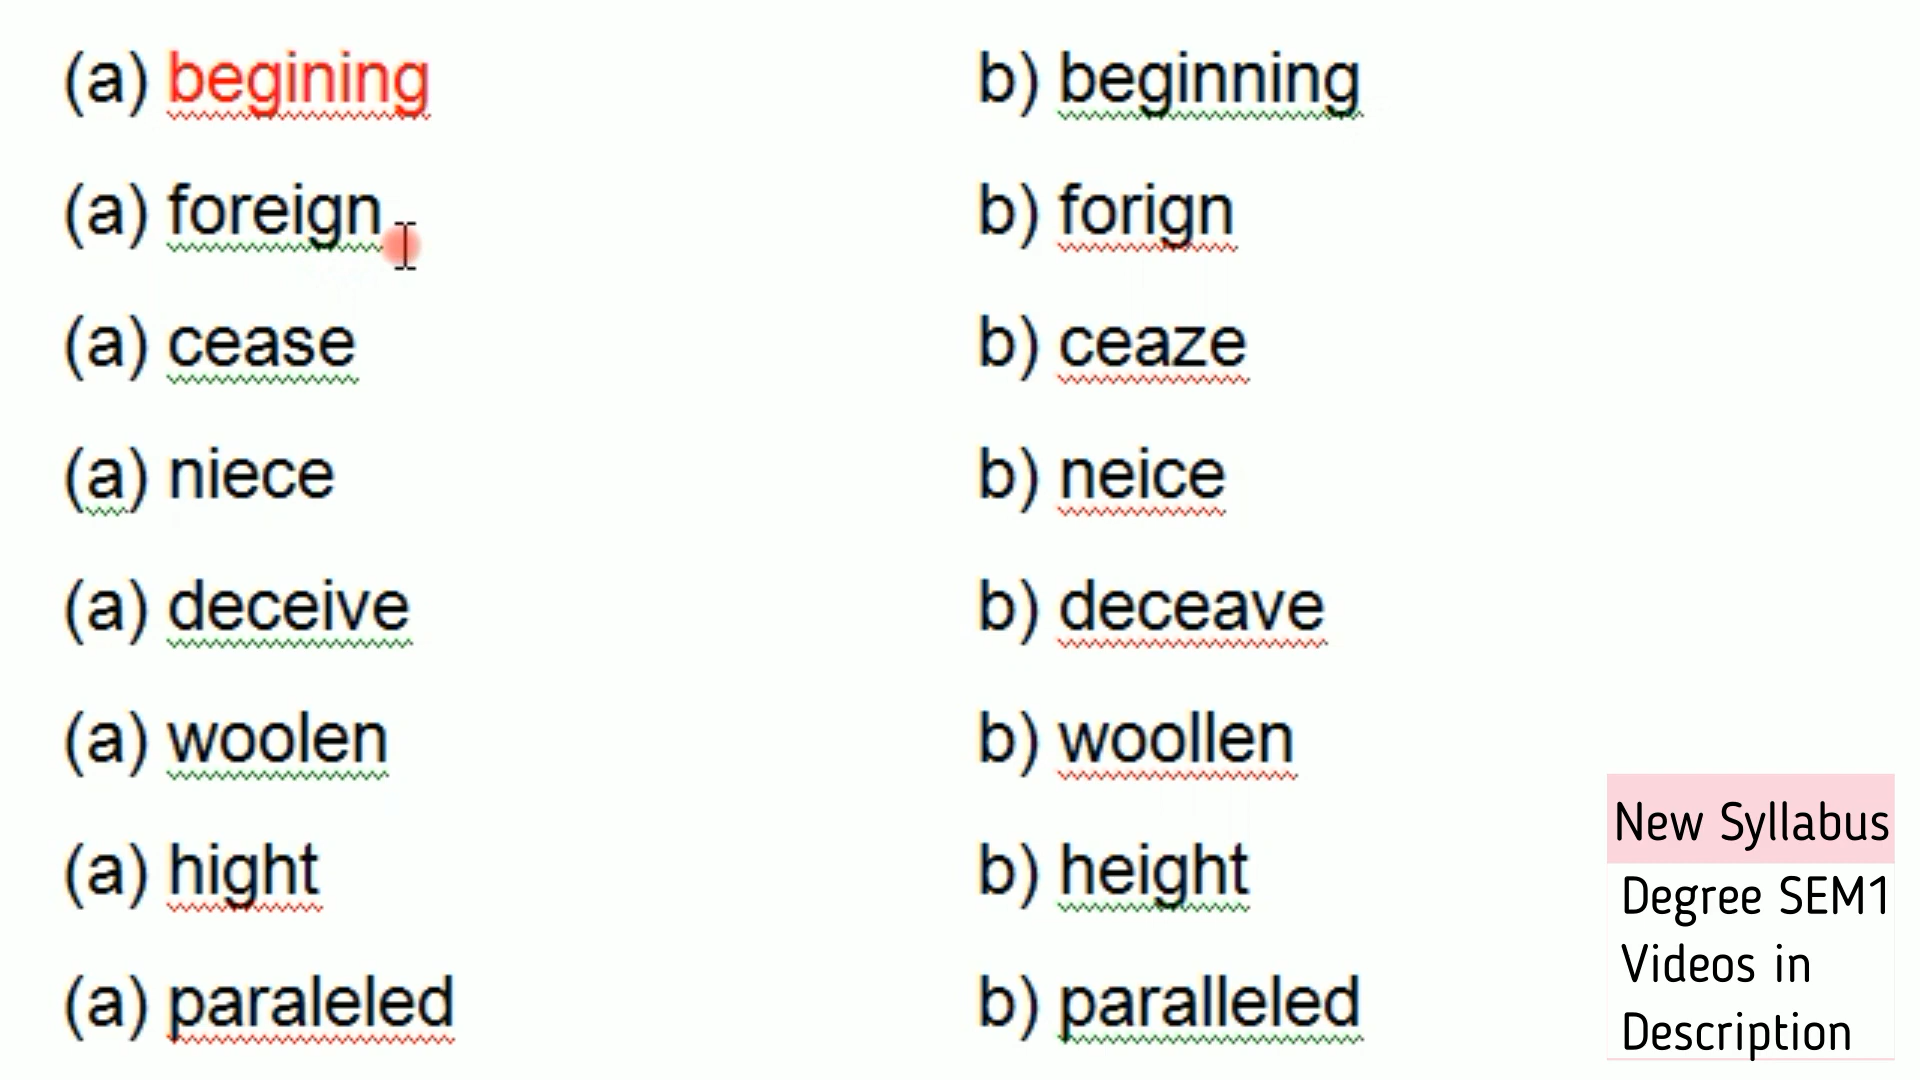 (a) begining b) beginning
(a) foreign b) forign
(a) cease b) ceaze
(a) niece b) neice
(a) deceive b) deceave
(a) woolen b) woollen
(a) hight b) height
(a) paraleled b) paralleled
New Syllabus
Degree SEM1
Videos in
Description